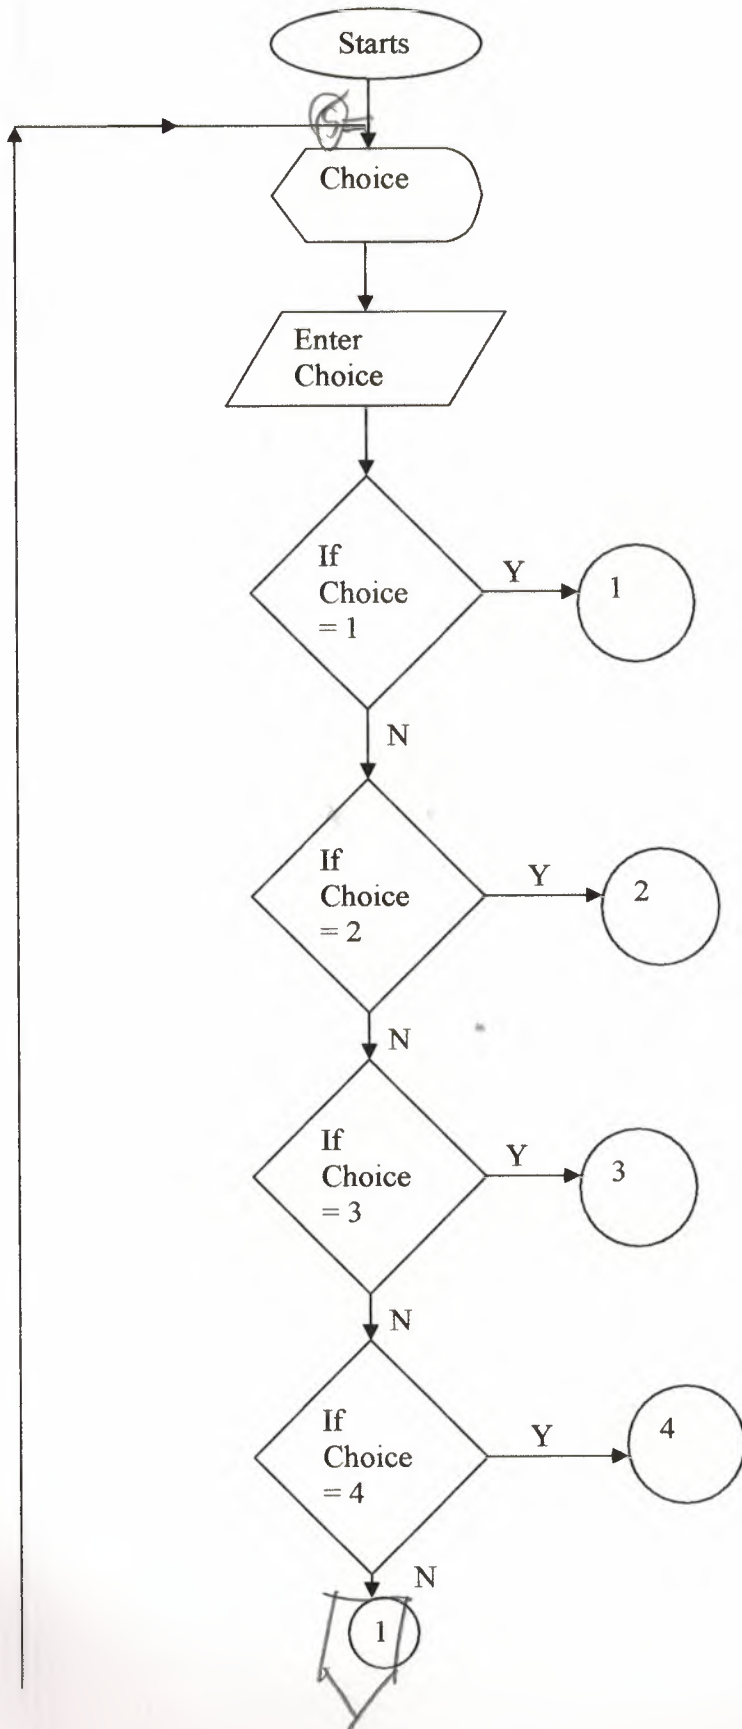 Starts
Choice
Enter
Choice
If
Choice
= 1
Y
1
N
If
Choice
= 2
Y
2
N
If
Choice
= 3
Y
3
N
If
Choice
= 4
Y
4
N
1